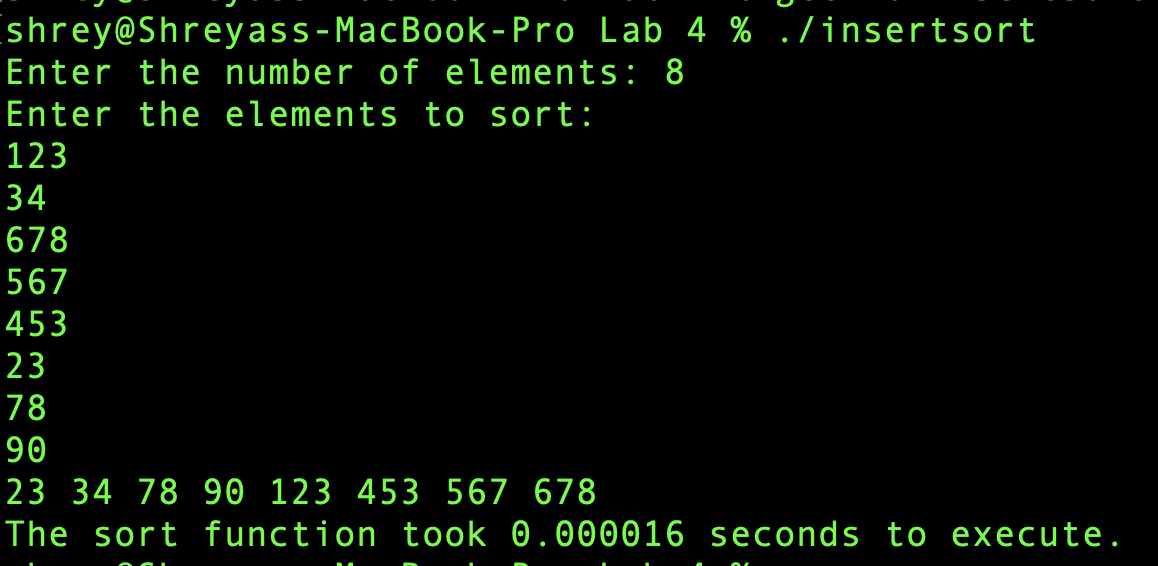 shrey@Shreyass-MacBook-Pro Lab 4 % ./insertsort
Enter the number of elements: 8
Enter the elements to sort:
123
34
678
567
453
23
78
90
23 34 78 90 123 453 567 678
The sort function took 0.000016 seconds to execute.